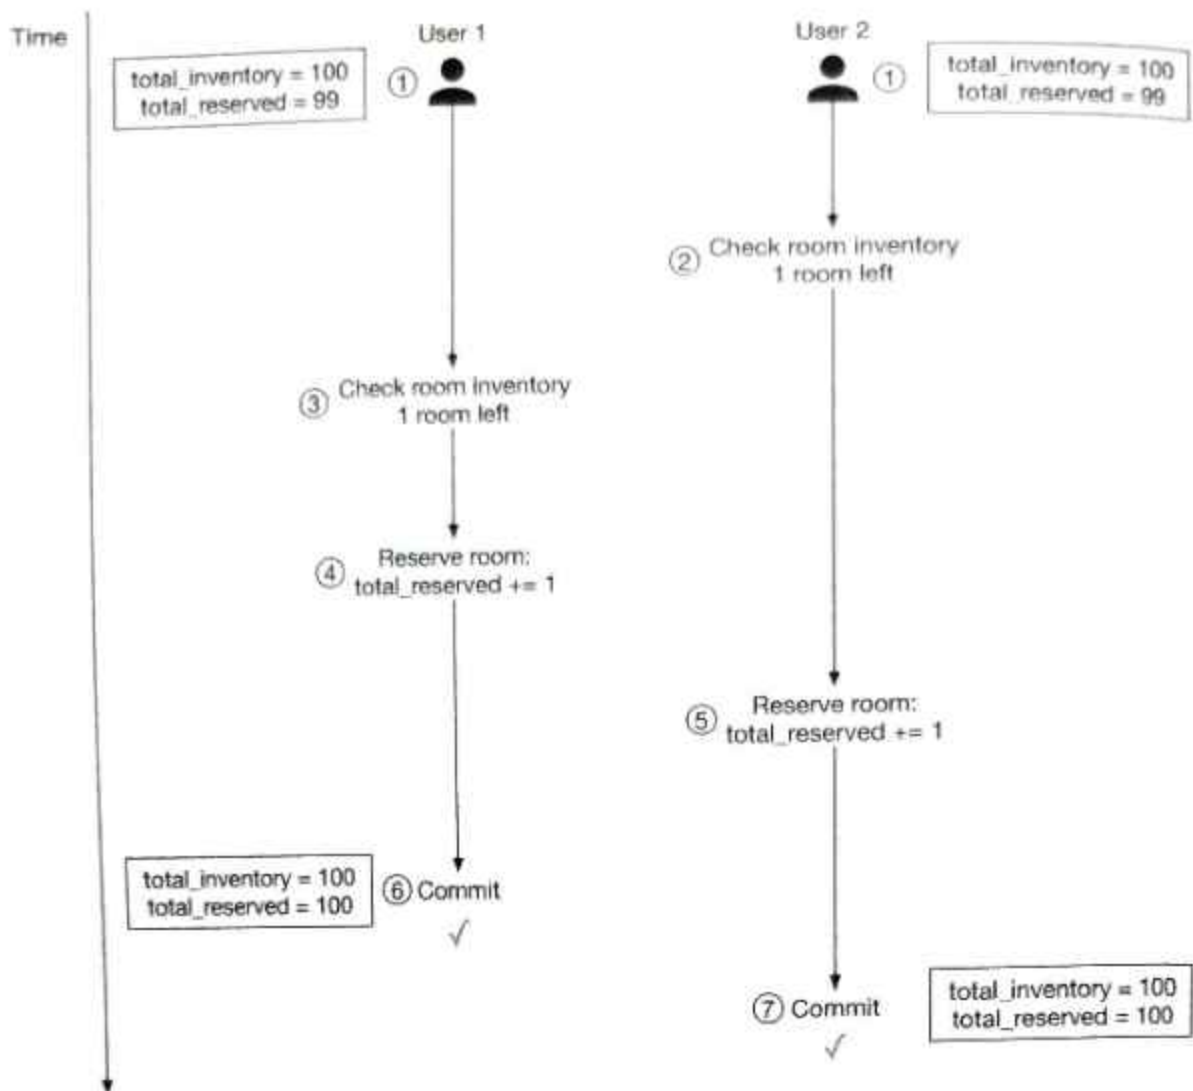 Time
User 1
User 2
total_inventory = 100
total_reserved = 99
①
①
total_inventory = 100
total_reserved = 99
② Check room inventory
1 room left
③ Check room inventory
1 room left
④ Reserve room:
total_reserved += 1
⑤ Reserve room:
total_reserved += 1
total_inventory = 100
total_reserved = 100
⑥ Commit
✓
⑦ Commit
✓
total_inventory = 100
total_reserved = 100